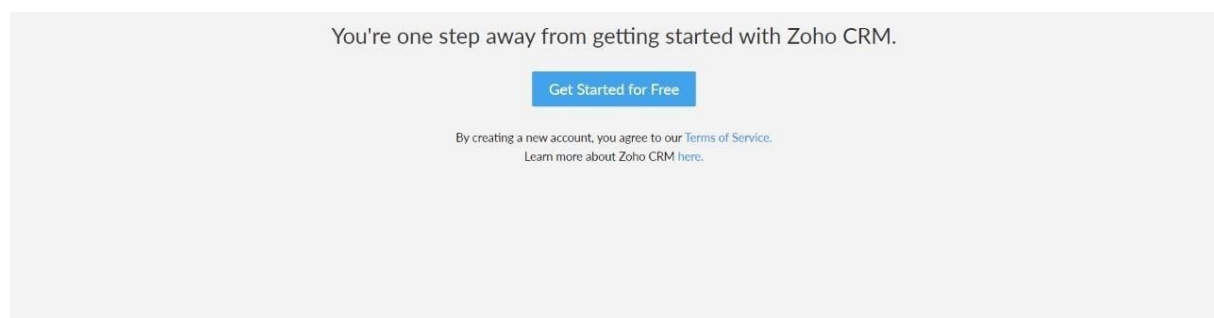 You're one step away from getting started with Zoho CRM.
Get Started for Free
By creating a new account, you agree to our Terms of Service.
Learn more about Zoho CRM here.